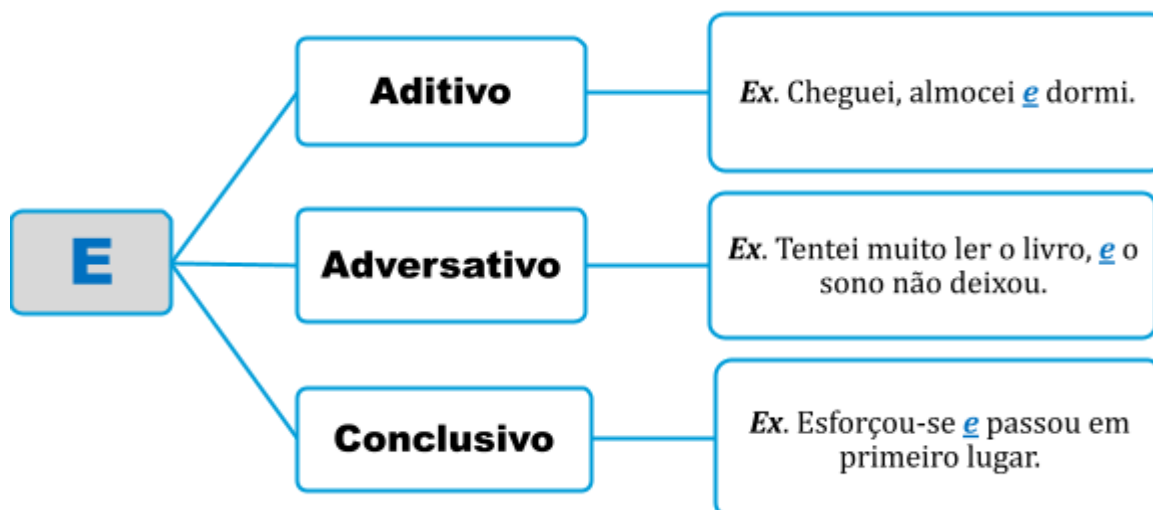 E
Aditivo
Ex. Cheguei, almocei e dormi.
Adversativo
Ex. Tentei muito ler o livro, e o
sono não deixou.
Conclusivo
Ex. Esforçou-se e passou em
primeiro lugar.